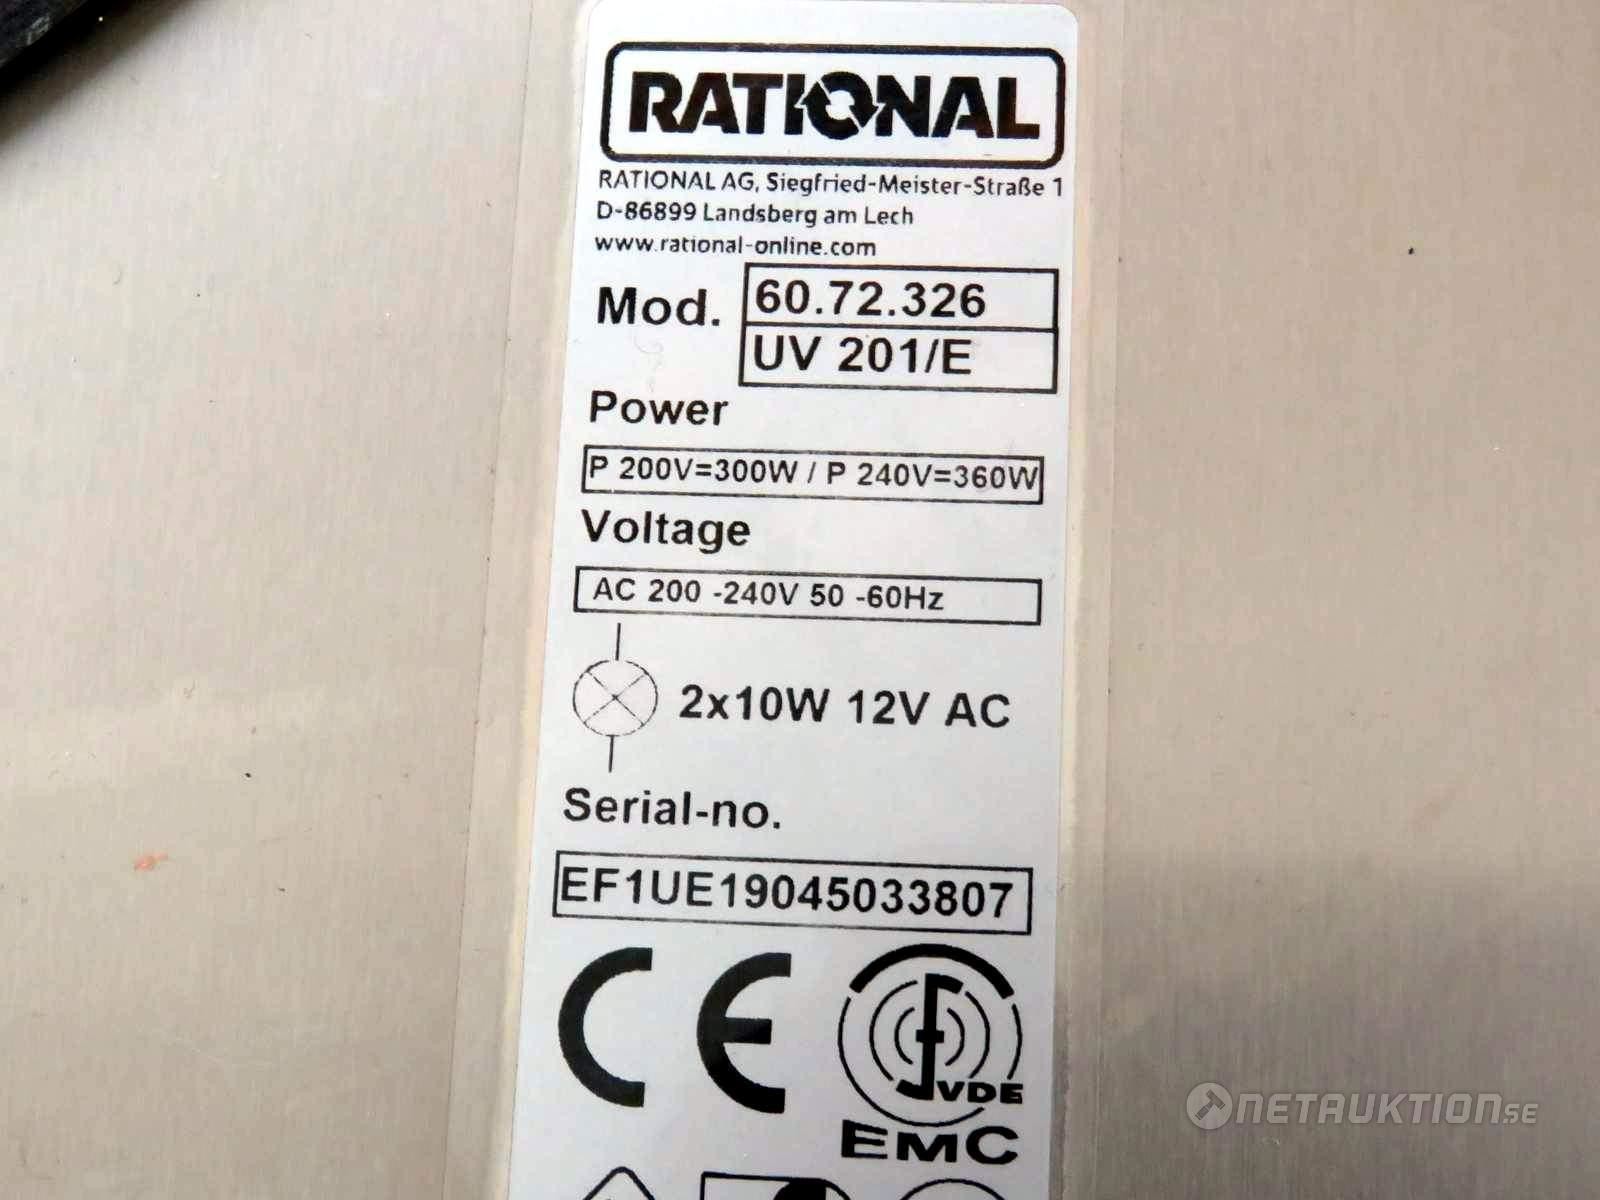 RATIONAL
RATIONAL AG, Siegfried-Meister-Straße 1
D-86899 Landsberg am Lech
www.rational-online.com
Mod. 60.72.326
UV 201/E
Power
P 200V=300W / P 240V=360W
Voltage
AC 200 -240V 50 -60Hz
2x10W 12V AC
Serial-no.
EF1UE19045033807
CE
VDE
EMC
NETAUKTION.SE